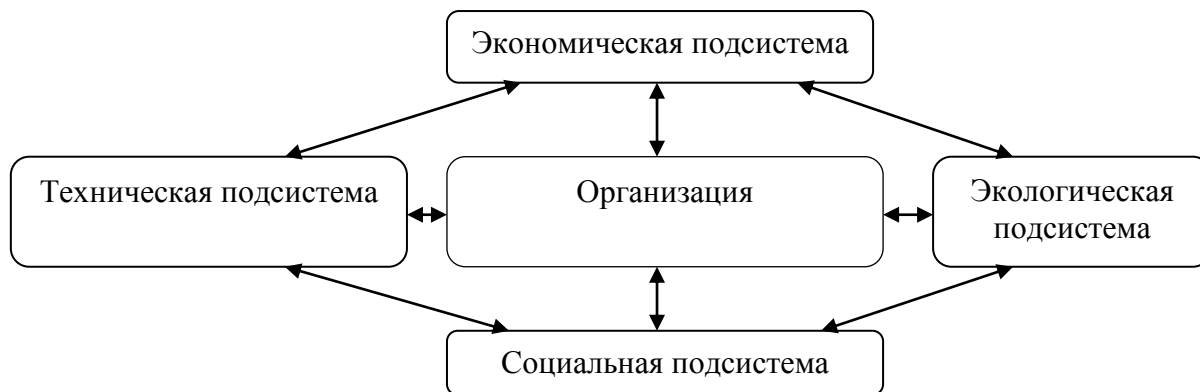 Экономическая подсистема
Техническая подсистема
Организация
Экологическая
подсистема
Социальная подсистема